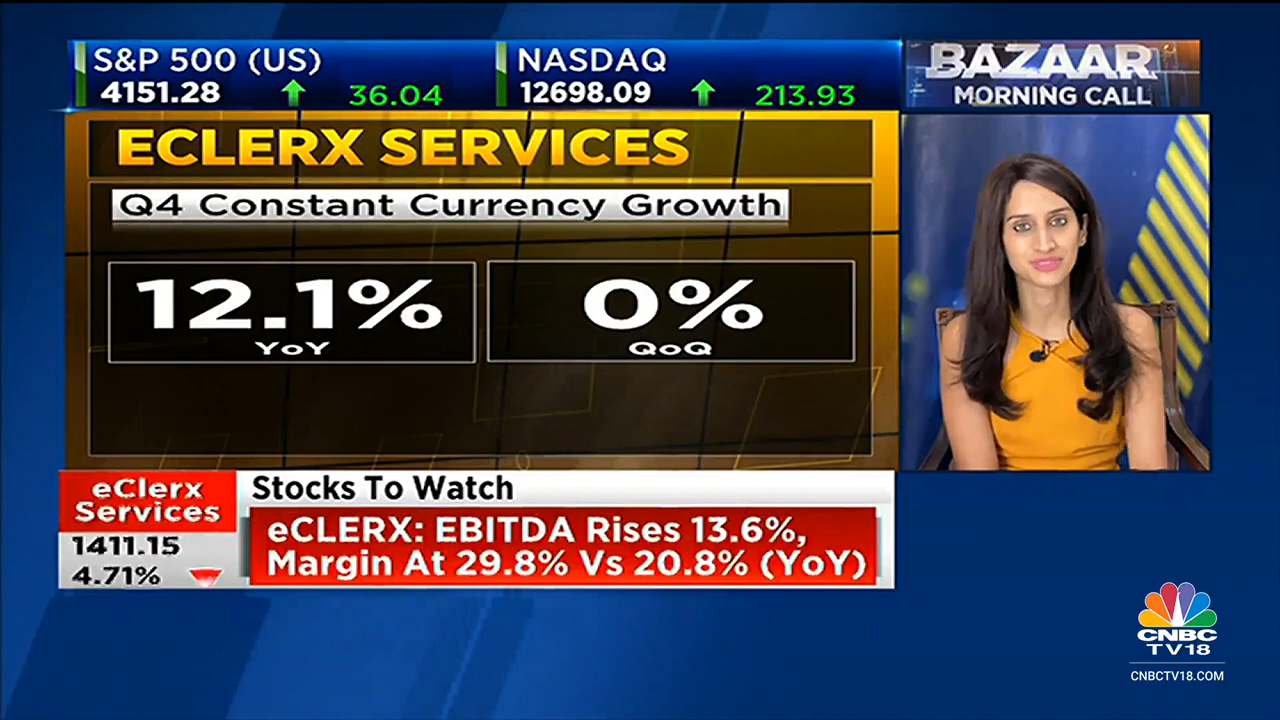 S&P 500 (US)
4151.28 36.04
NASDAQ
12698.09 213.93
BAZAAR
MORNING CALL
ECLERX SERVICES
Q4 Constant Currency Growth
12.1%
YoY
0%
QoQ
eClerx
Services
1411.15
4.71%
Stocks To Watch
eCLERX: EBITDA Rises 13.6%,
Margin At 29.8% Vs 20.8% (YoY)
CNBC
TV18
CNBCTV18.COM